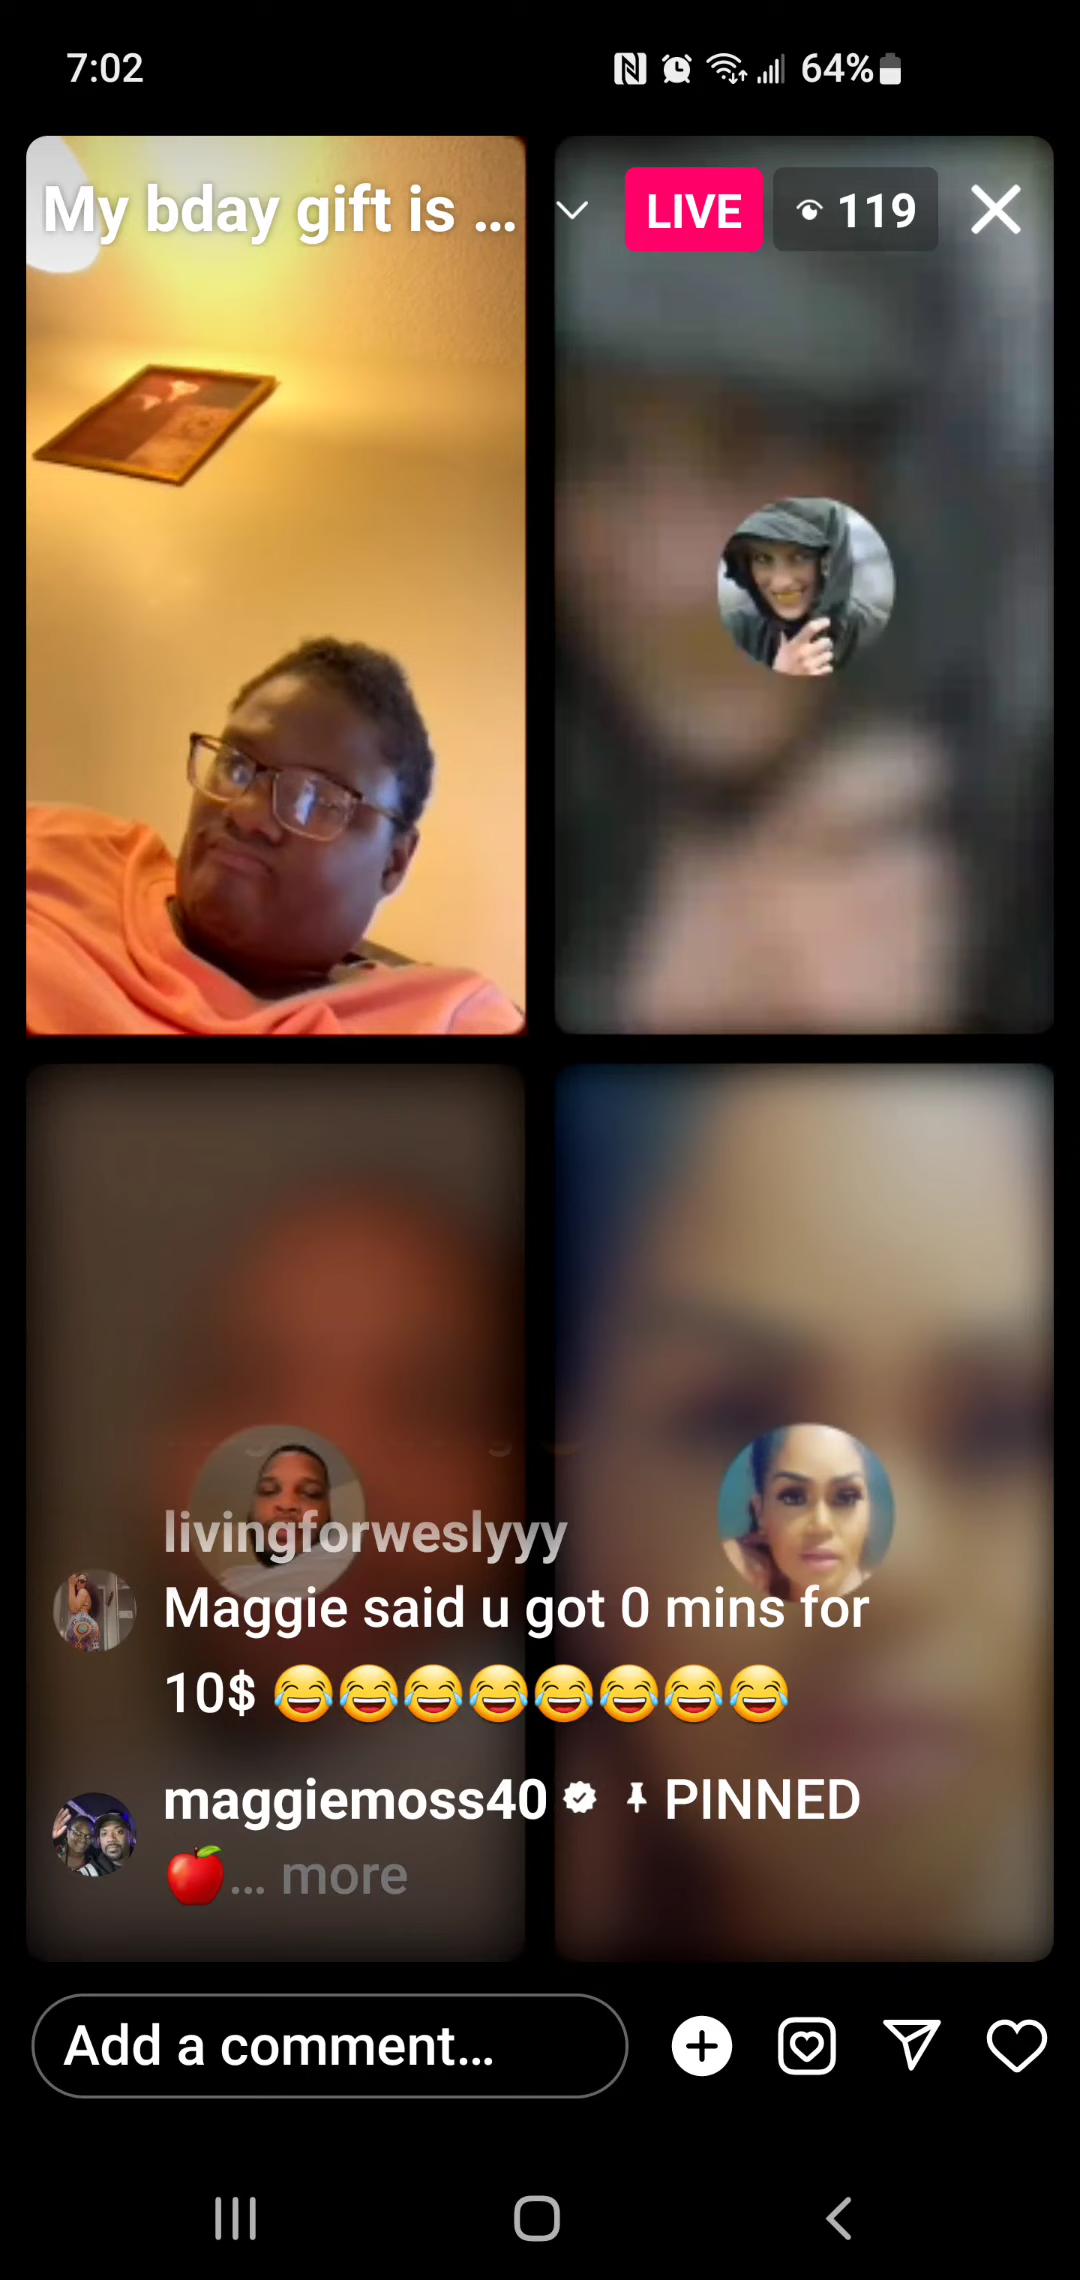 7:02
64%
My bday gift is ...
LIVE
119
livingforweslyyy
Maggie said u got 0 mins for
10$ 😂😂😂😂😂😂😂😂
maggiemoss40 PINNED
🍎... more
Add a comment...